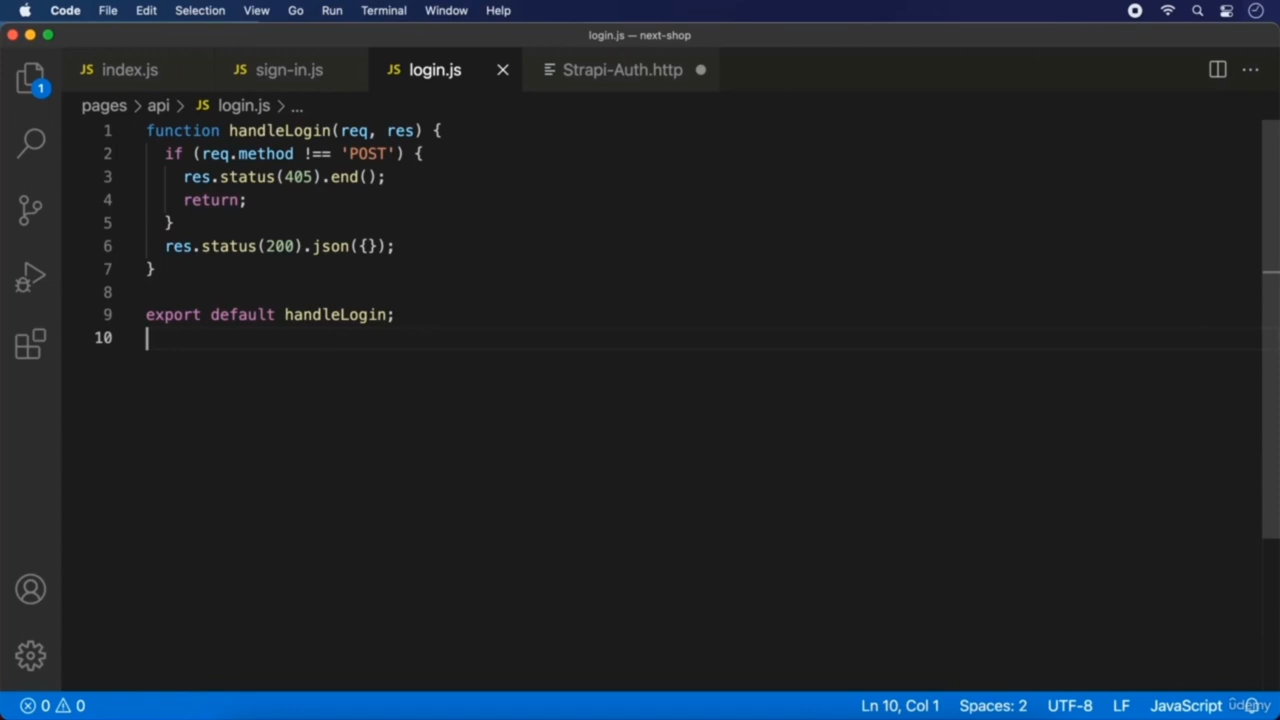 Code File Edit Selection View Go Run Terminal Window Help
login.js — next-shop
JS index.js JS sign-in.js JS login.js Strapi-Auth.http
1
pages > api > JS login.js > ...
1 function handleLogin(req, res) {
2 if (req.method !== 'POST') {
3 res.status(405).end();
4 return;
5 }
6 res.status(200).json({});
7 }
8
9 export default handleLogin;
10
0 0 Ln 10, Col 1 Spaces: 2 UTF-8 LF JavaScript udemy